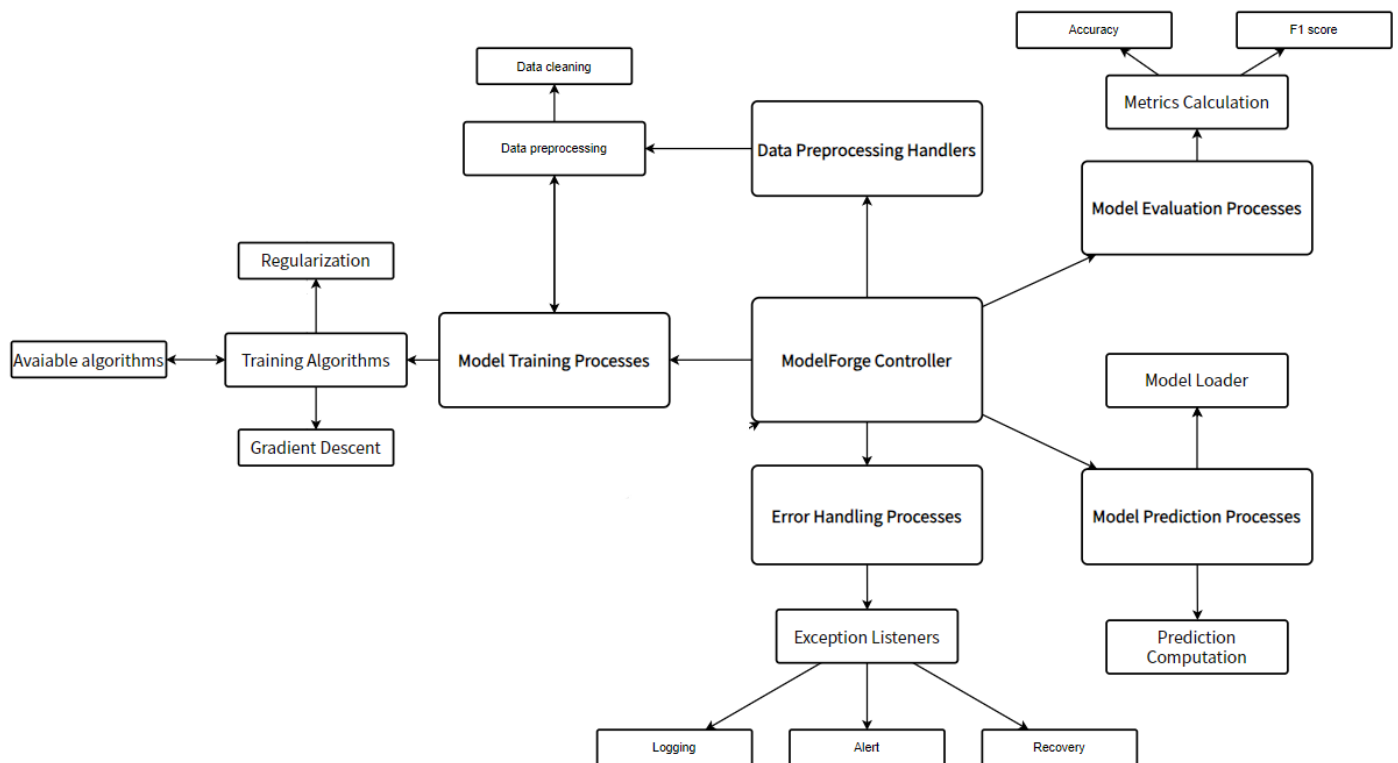 Accuracy
F1 score
Data cleaning
Metrics Calculation
Data preprocessing
Data Preprocessing Handlers
Model Evaluation Processes
Regularization
Avaiable algorithms
Training Algorithms
Model Training Processes
ModelForge Controller
Model Loader
Gradient Descent
Error Handling Processes
Model Prediction Processes
Exception Listeners
Prediction
Computation
Logging
Alert
Recovery